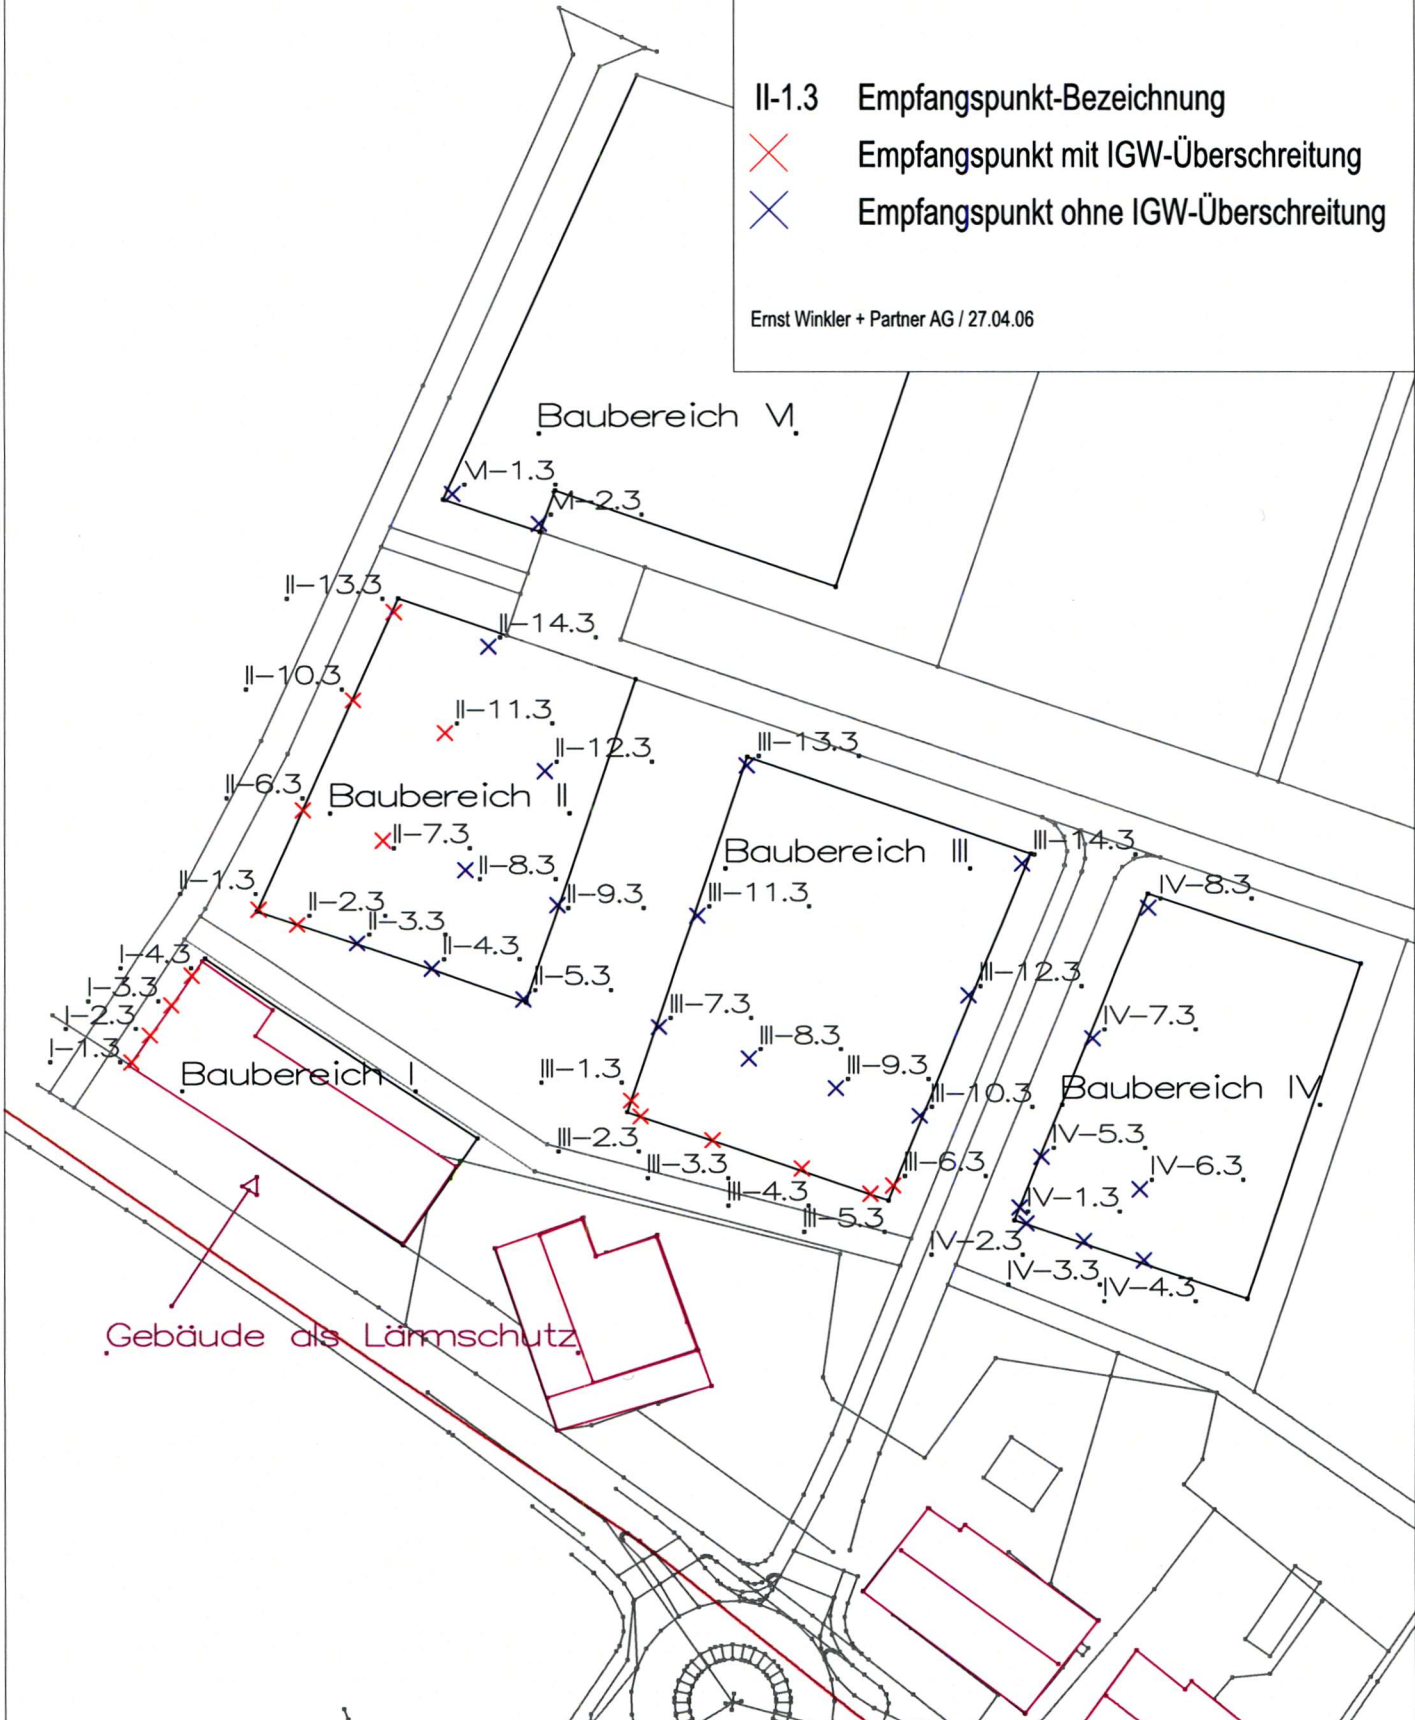 II-1.3 Empfangspunkt-Bezeichnung
Empfangspunkt mit IGW-Überschreitung
Empfangspunkt ohne IGW-Überschreitung
Ernst Winkler + Partner AG / 27.04.06
Baubereich VI
VI-1.3
VI-2.3
II-13.3
II-14.3
II-10.3
II-11.3
II-12.3
III-13.3
II-6.3
Baubereich II
II-7.3
III-14.3
Baubereich III
II-8.3
II-1.3
IV-8.3
II-9.3
III-11.3
II-2.3
II-3.3
II-4.3
I-4.3
II-5.3
III-12.3
I-3.3
III-7.3
I-2.3
IV-7.3
III-8.3
I-1.3
Baubereich I
III-1.3
III-9.3
Baubereich IV
III-10.3
III-2.3
IV-5.3
III-3.3
III-6.3
IV-6.3
III-4.3
IV-1.3
III-5.3
IV-2.3
IV-3.3
IV-4.3
Gebäude als Lärmschutz